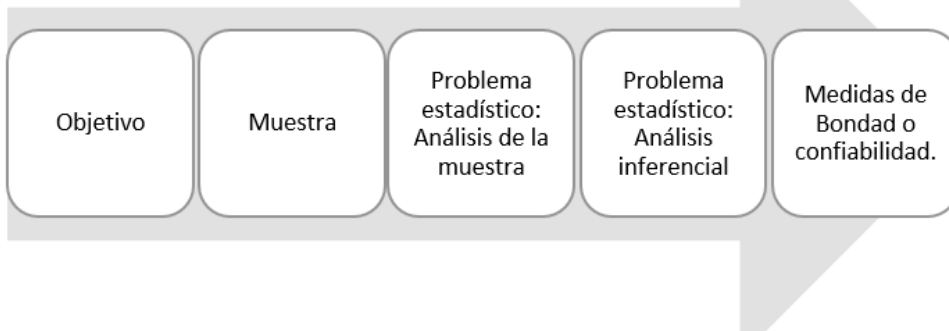 Objetivo
Muestra
Problema
estadístico:
Análisis de la
muestra
Problema
estadístico:
Análisis
inferencial
Medidas de
Bondad o
confiabilidad.